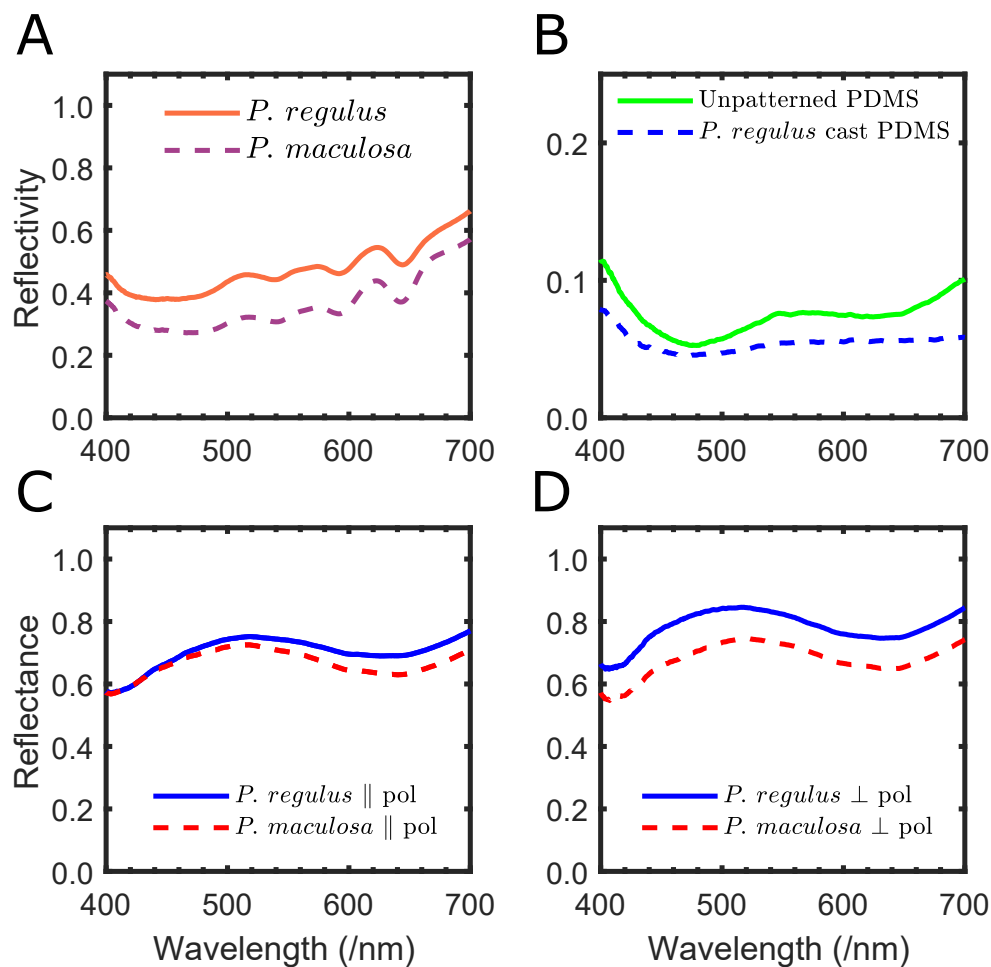 A
B
Reflectivity
1.0
0.8
0.6
0.4
0.2
0.0
400 500 600 700
P. regulus
P. maculosa
0.2
0.1
0.0
400 500 600 700
Unpatterned PDMS
P. regulus cast PDMS
C
D
Reflectance
1.0
0.8
0.6
0.4
0.2
0.0
400 500 600 700
P. regulus ∥ pol
P. maculosa ∥ pol
Wavelength (/nm)
1.0
0.8
0.6
0.4
0.2
0.0
400 500 600 700
P. regulus ⊥ pol
P. maculosa ⊥ pol
Wavelength (/nm)